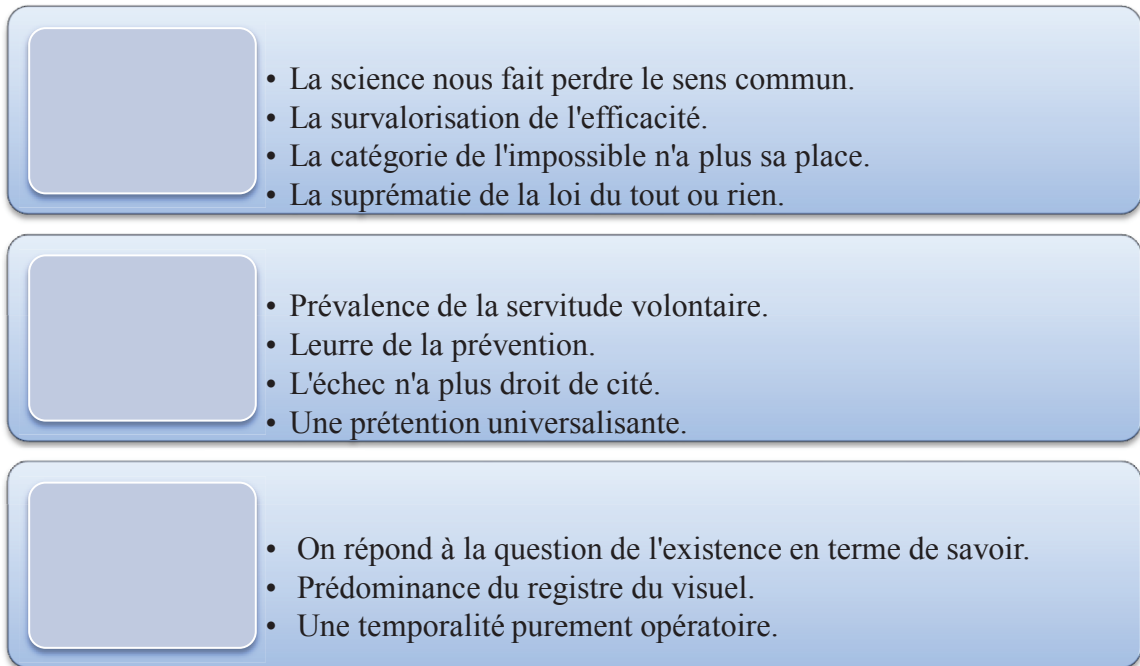 • La science nous fait perdre le sens commun.
• La survalorisation de l'efficacité.
• La catégorie de l'impossible n'a plus sa place.
• La suprématie de la loi du tout ou rien.
• Prévalence de la servitude volontaire.
• Leurre de la prévention.
• L'échec n'a plus droit de cité.
• Une prétention universalisante.
• On répond à la question de l'existence en terme de savoir.
• Prédominance du registre du visuel.
• Une temporalité purement opératoire.